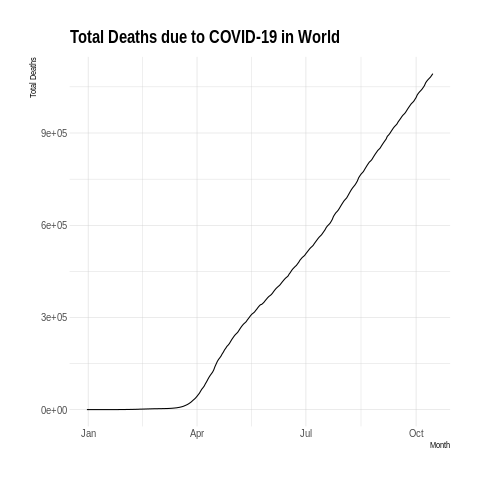 Total Deaths due to COVID-19 in World
Total Deaths
9e+05
6e+05
3e+05
0e+00
Jan Apr Jul Oct
Month